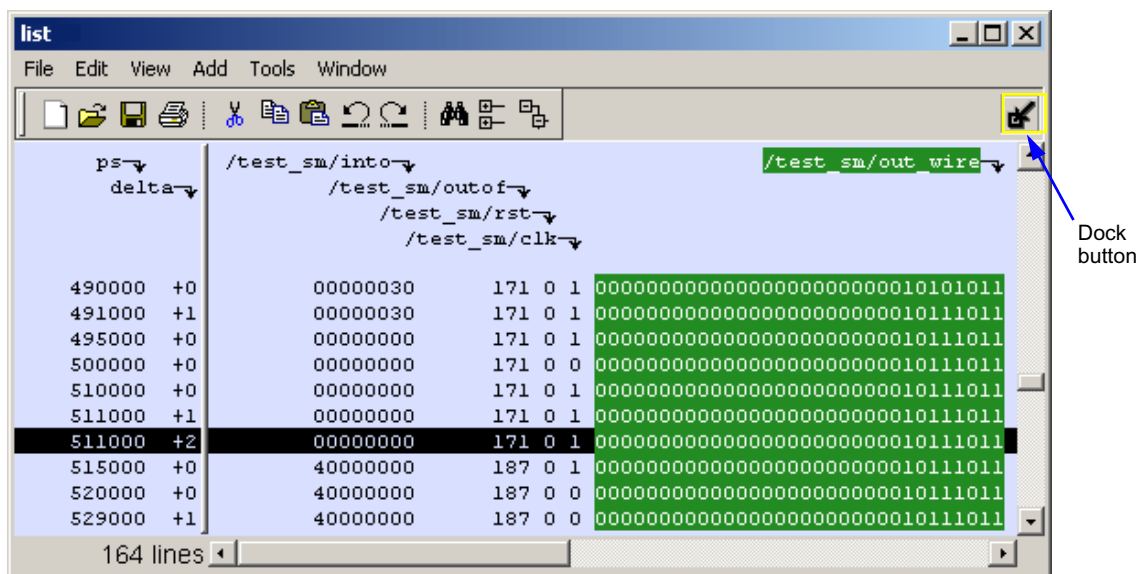 list
File Edit View Add Tools Window
ps /test_sm/into /test_sm/out_wire
delta /test_sm/outof
/test_sm/rst
/test_sm/clk
Dock
button
490000 +0 00000030 171 0 1 00000000000000000000000010101011
491000 +1 00000030 171 0 1 00000000000000000000000010111011
495000 +0 00000000 171 0 1 00000000000000000000000010111011
500000 +0 00000000 171 0 0 00000000000000000000000010111011
510000 +0 00000000 171 0 1 00000000000000000000000010111011
511000 +1 00000000 171 0 1 00000000000000000000000010111011
511000 +2 00000000 171 0 1 00000000000000000000000010111011
515000 +0 40000000 187 0 1 00000000000000000000000010111011
520000 +0 40000000 187 0 0 00000000000000000000000010111011
529000 +1 40000000 187 0 0 00000000000000000000000010111011
164 lines